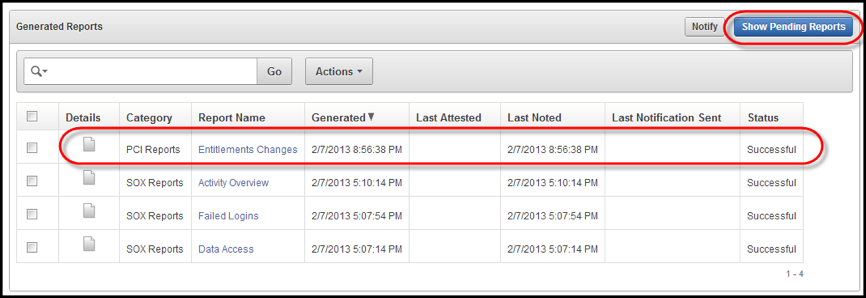 Generated Reports Notify Show Pending Reports
Go Actions
Details Category Report Name Generated Last Attested Last Noted Last Notification Sent Status
PCI Reports Entitlements Changes 2/7/2013 8:56:38 PM 2/7/2013 8:56:38 PM Successful
SOX Reports Activity Overview 2/7/2013 5:10:14 PM 2/7/2013 5:10:14 PM Successful
SOX Reports Failed Logins 2/7/2013 5:07:54 PM 2/7/2013 5:07:54 PM Successful
SOX Reports Data Access 2/7/2013 5:07:14 PM 2/7/2013 5:07:14 PM Successful
1 - 4